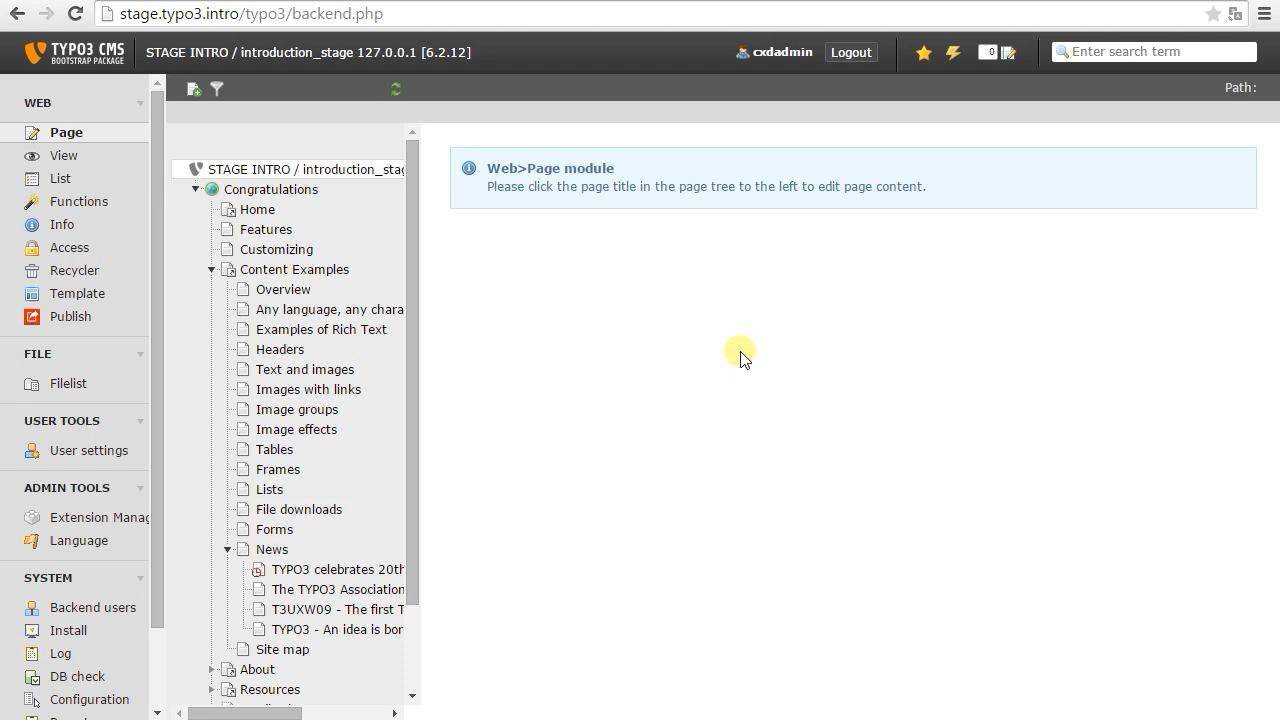 stage.typo3.intro/typo3/backend.php
TYPO3 CMS
BOOTSTRAP PACKAGE
STAGE INTRO / introduction_stage 127.0.0.1 [6.2.12]
cxdadmin
Logout
0
Enter search term
Path:
WEB
Page
View
List
Functions
Info
Access
Recycler
Template
Publish
FILE
Filelist
USER TOOLS
User settings
ADMIN TOOLS
Extension Manag
Language
SYSTEM
Backend users
Install
Log
DB check
Configuration
STAGE INTRO / introduction_stag
Congratulations
Home
Features
Customizing
Content Examples
Overview
Any language, any chara
Examples of Rich Text
Headers
Text and images
Images with links
Image groups
Image effects
Tables
Frames
Lists
File downloads
Forms
News
TYPO3 celebrates 20th
The TYPO3 Association
T3UXW09 - The first T
TYPO3 - An idea is bor
Site map
About
Resources
Web>Page module
Please click the page title in the page tree to the left to edit page content.